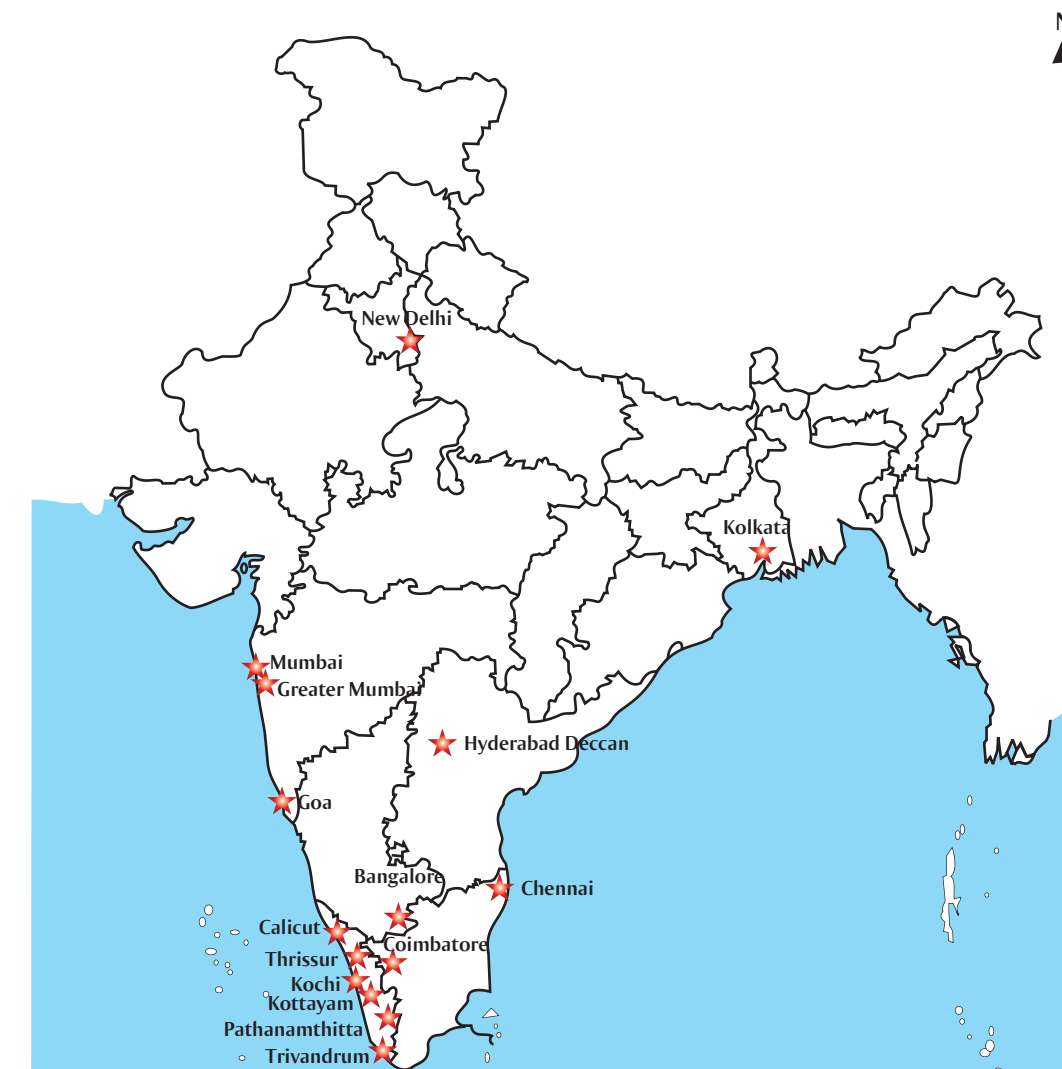 N
New Delhi
Kolkata
Mumbai
Greater Mumbai
Hyderabad Deccan
Goa
Bangalore
Chennai
Calicut
Coimbatore
Thrissur
Kochi
Kottayam
Pathanamthitta
Trivandrum